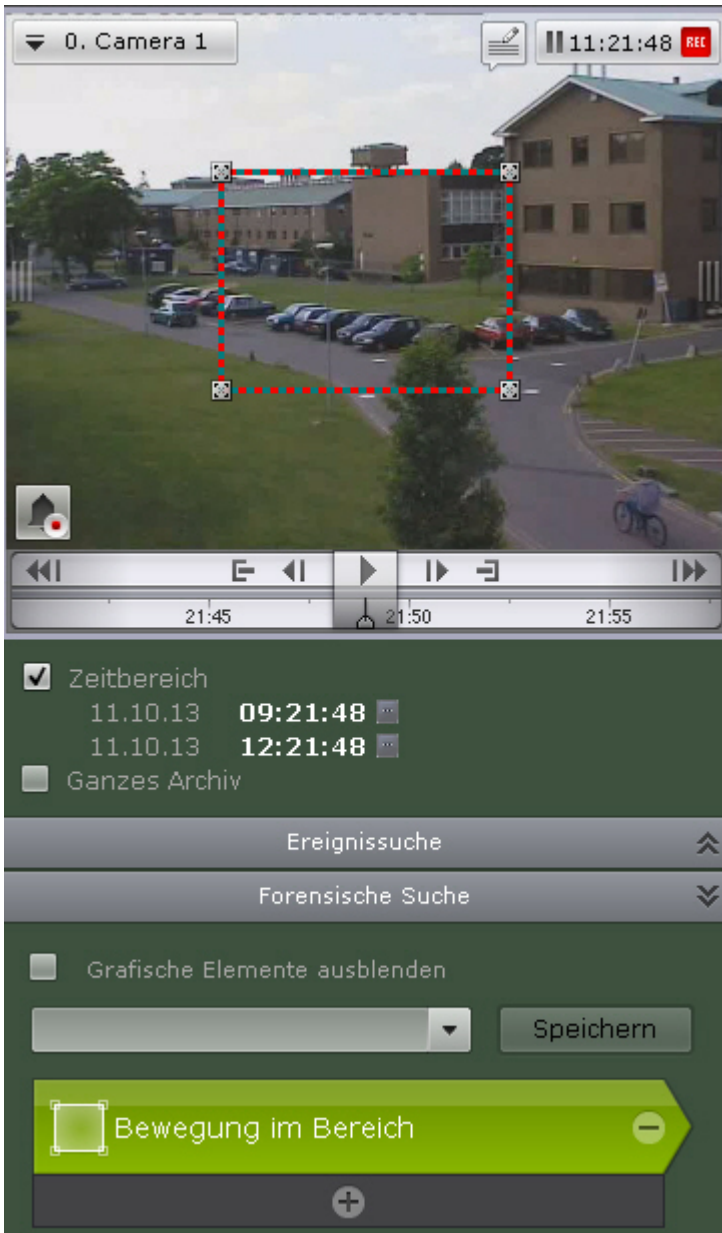 0. Camera 1
11:21:48 REC
21:45 21:50 21:55
Zeitbereich
11.10.13 09:21:48
11.10.13 12:21:48
Ganzes Archiv
Ereignissuche
Forensische Suche
Grafische Elemente ausblenden
Speichern
Bewegung im Bereich